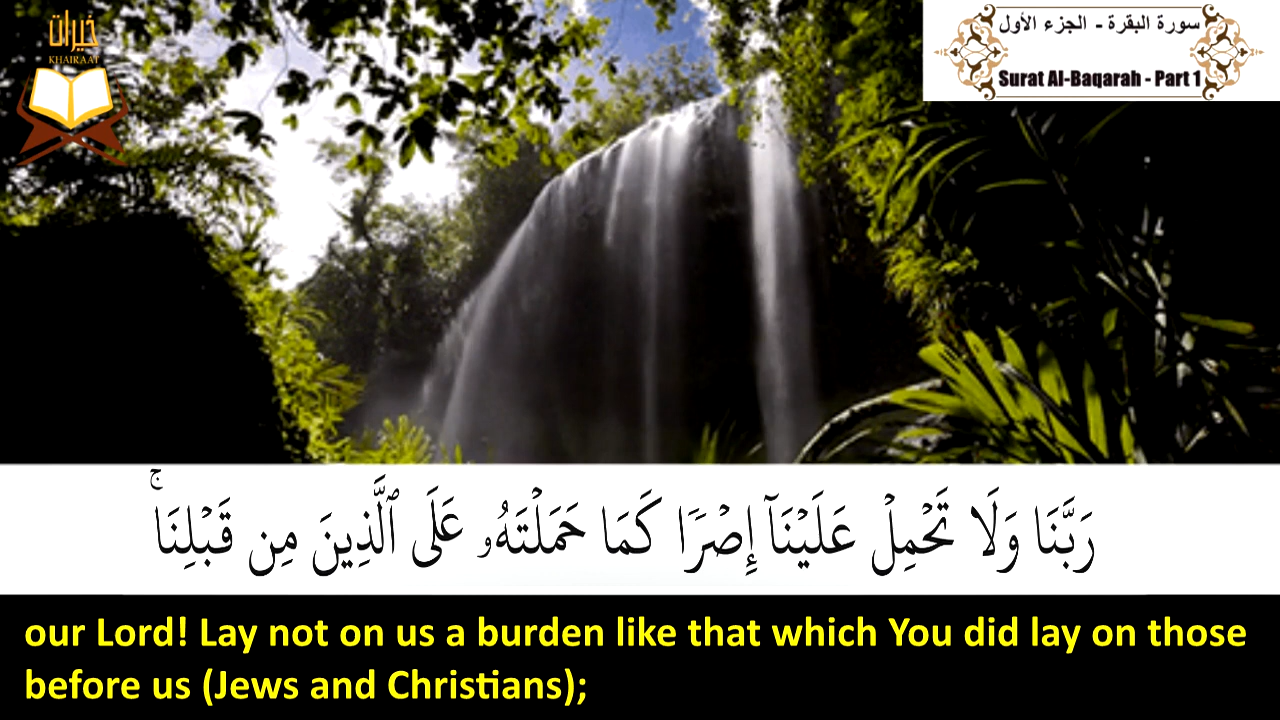 خيرات
KHAIRAAT
سورة البقرة - الجزء الأول
Surat Al-Baqarah - Part 1
رَبَّنَا وَلَا تَحْمِلْ عَلَيْنَآ إِصْرًا كَمَا حَمَلْتَهُۥ عَلَى ٱلَّذِينَ مِن قَبْلِنَاۚ
our Lord! Lay not on us a burden like that which You did lay on those
before us (Jews and Christians);